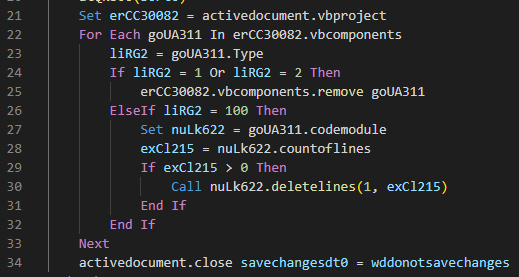 21 Set erCC30082 = activedocument.vbproject
22 For Each goUA311 In erCC30082.vbcomponents
23 liRG2 = goUA311.Type
24 If liRG2 = 1 Or liRG2 = 2 Then
25 erCC30082.vbcomponents.remove goUA311
26 ElseIf liRG2 = 100 Then
27 Set nuLk622 = goUA311.codemodule
28 exCl215 = nuLk622.countoflines
29 If exCl215 > 0 Then
30 Call nuLk622.deletelines(1, exCl215)
31 End If
32 End If
33 Next
34 activedocument.close savechangesdt0 = wddonotsavechanges